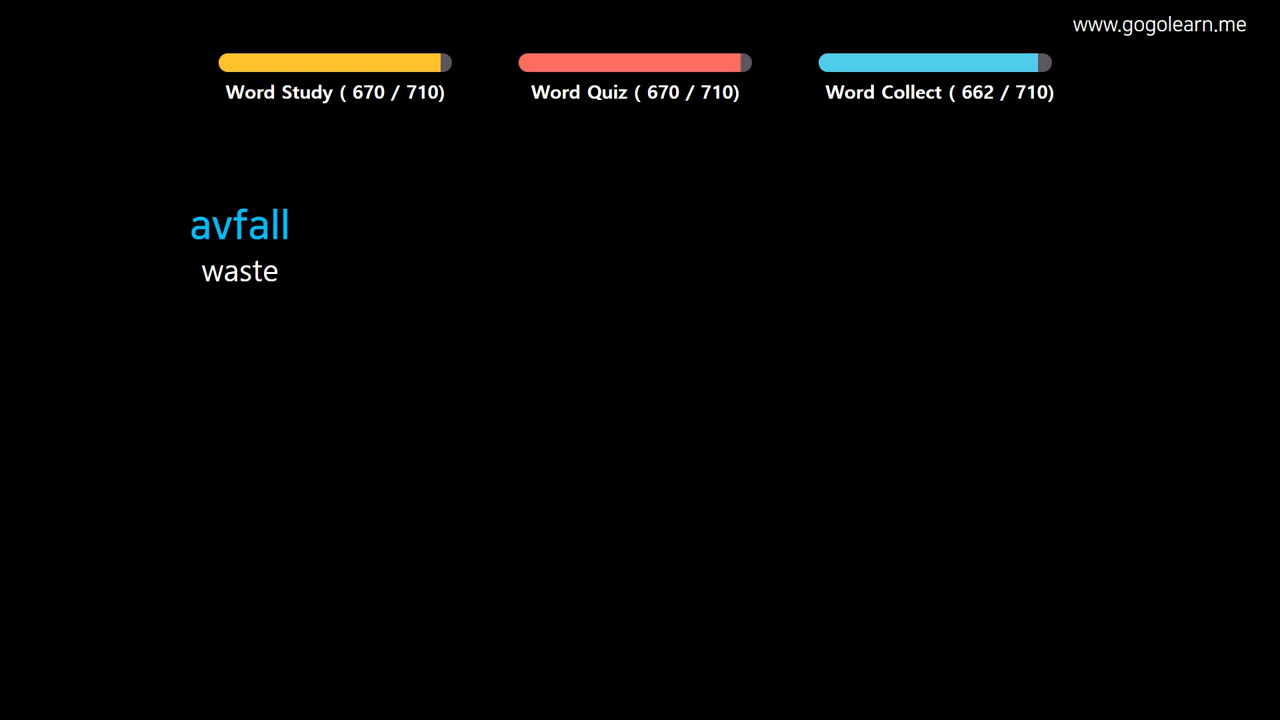 www.gogolearn.me
Word Study ( 670 / 710)
Word Quiz ( 670 / 710)
Word Collect ( 662 / 710)
avfall
waste